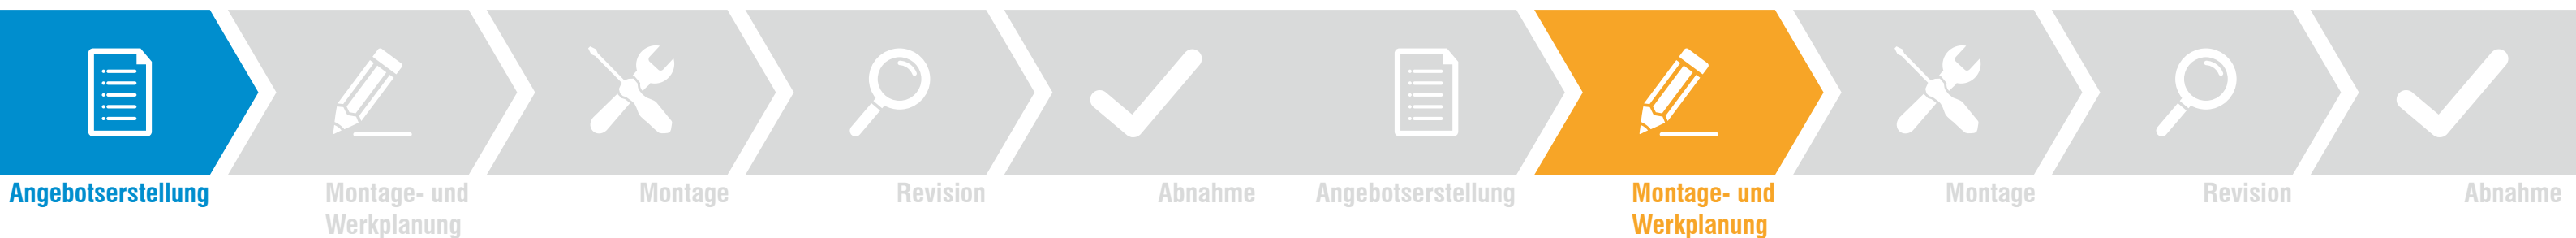 Angebotserstellung
Montage- und
Werkplanung
Montage
Revision
Abnahme
Angebotserstellung
Montage- und
Werkplanung
Montage
Revision
Abnahme